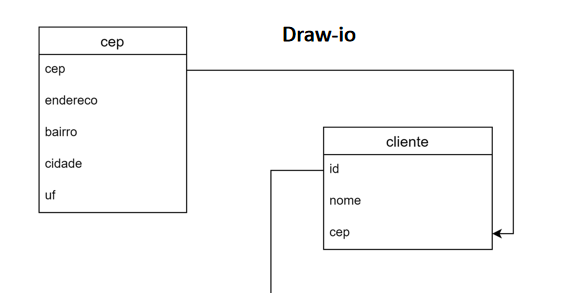 Draw-io
cep
cep
endereco
bairro
cidade
uf
cliente
id
nome
cep